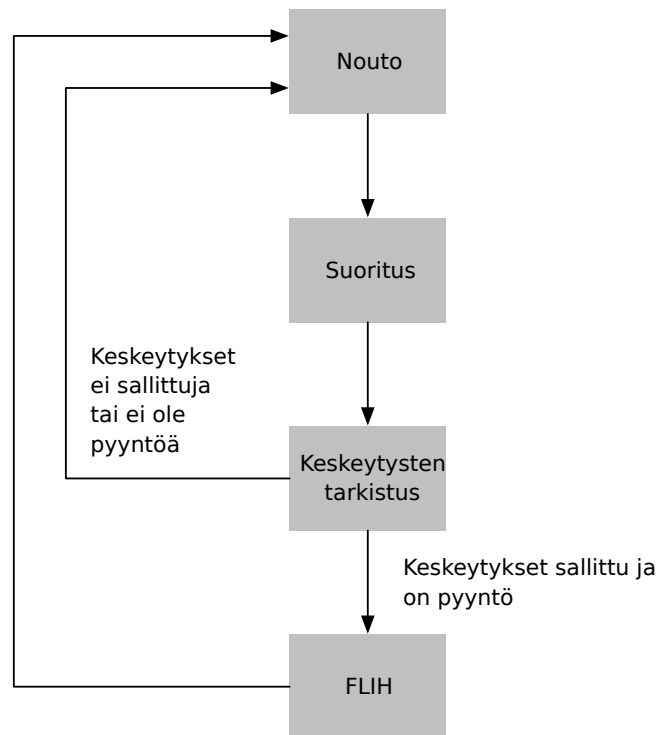 Nouto
Suoritus
Keskeytykset
ei sallittuja
tai ei ole
pyyntöä
Keskeytysten
tarkistus
Keskeytykset sallittu ja
on pyyntö
FLIH